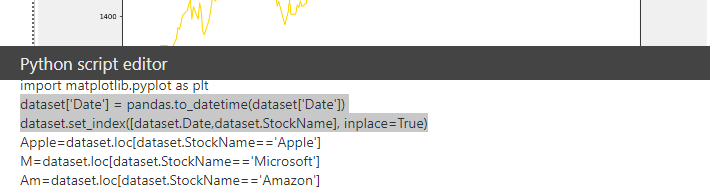 1400
Python script editor
import matplotlib.pyplot as plt
dataset['Date'] = pandas.to_datetime(dataset['Date'])
dataset.set_index([dataset.Date,dataset.StockName], inplace=True)
Apple=dataset.loc[dataset.StockName=='Apple']
M=dataset.loc[dataset.StockName=='Microsoft']
Am=dataset.loc[dataset.StockName=='Amazon']